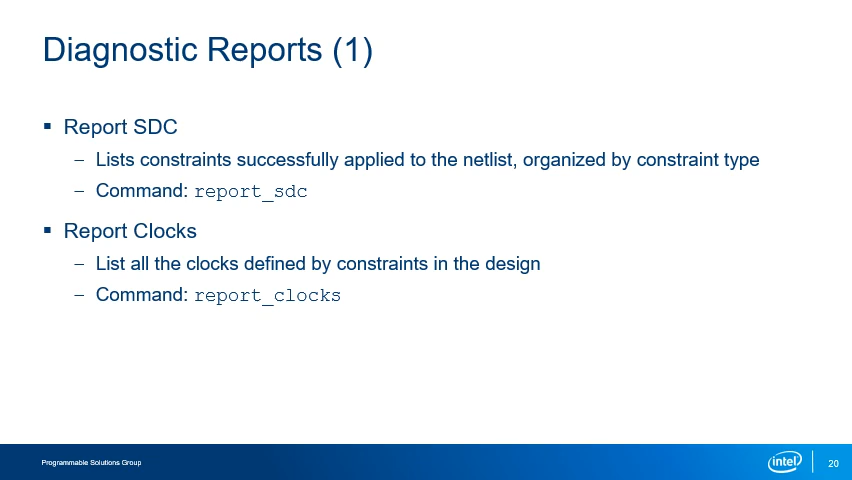 Diagnostic Reports (1)
▪ Report SDC
– Lists constraints successfully applied to the netlist, organized by constraint type
– Command: report_sdc
▪ Report Clocks
– List all the clocks defined by constraints in the design
– Command: report_clocks
Programmable Solutions Group
intel
20